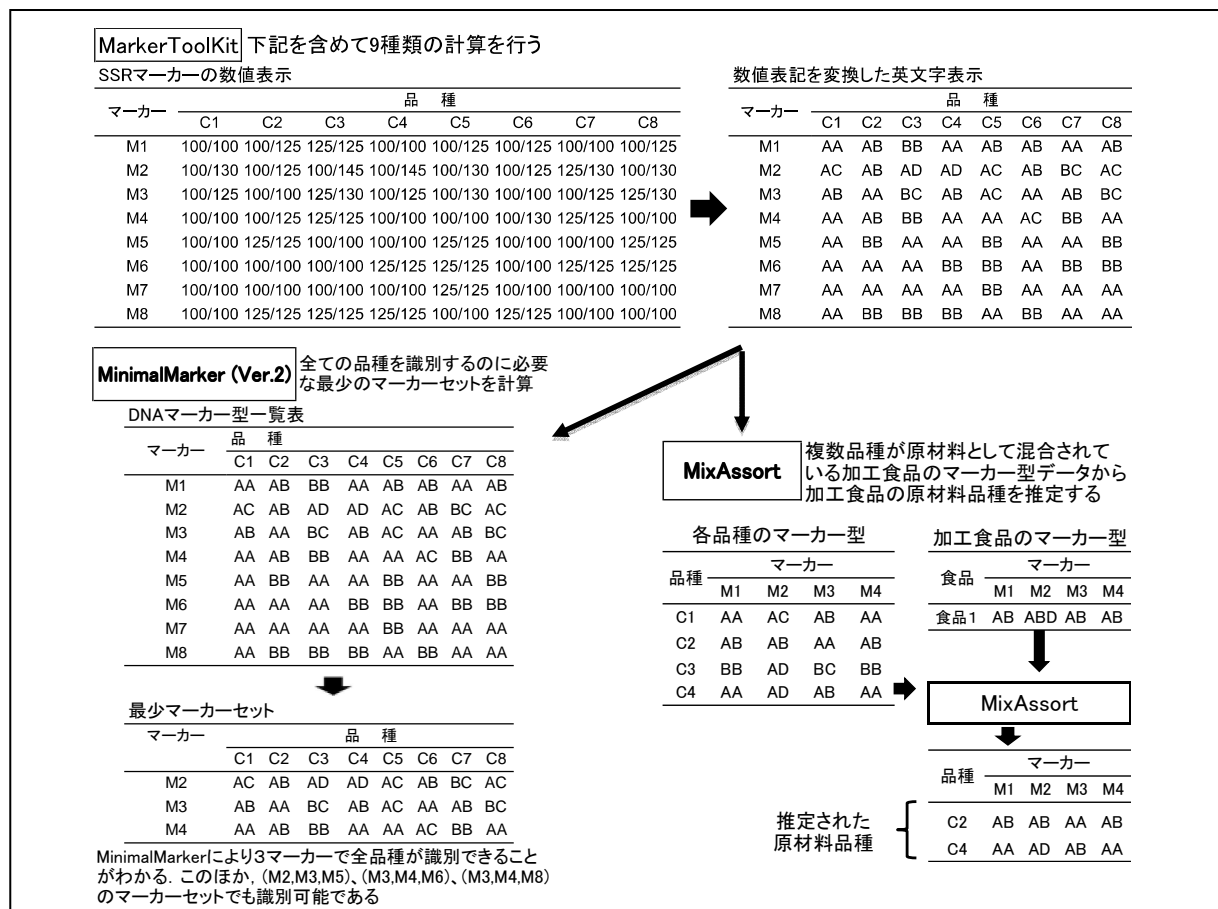 MarkerToolKit 下記を含めて9種類の計算を行う
SSRマーカーの数値表示
マーカー 品 種
C1 C2 C3 C4 C5 C6 C7 C8
M1 100/100 100/125 125/125 100/100 100/125 100/125 100/100 100/125
M2 100/130 100/125 100/145 100/145 100/130 100/125 125/130 100/130
M3 100/125 100/100 125/130 100/125 100/130 100/100 100/125 125/130
M4 100/100 100/125 125/125 100/100 100/100 100/130 125/125 100/100
M5 100/100 125/125 100/100 100/100 125/125 100/100 100/100 125/125
M6 100/100 100/100 100/100 125/125 125/125 100/100 125/125 125/125
M7 100/100 100/100 100/100 100/100 125/125 100/100 100/100 100/100
M8 100/100 125/125 125/125 125/125 100/100 125/125 100/100 100/100
数値表記を変換した英文字表示
マーカー 品 種
C1 C2 C3 C4 C5 C6 C7 C8
M1 AA AB BB AA AB AB AA AB
M2 AC AB AD AD AC AB BC AC
M3 AB AA BC AB AC AA AB BC
M4 AA AB BB AA AA AC BB AA
M5 AA BB AA AA BB AA AA BB
M6 AA AA AA BB BB AA BB BB
M7 AA AA AA AA BB AA AA AA
M8 AA BB BB BB AA BB AA AA
MinimalMarker (Ver.2) 全ての品種を識別するのに必要
な最少のマーカーセットを計算
DNAマーカー型一覧表
マーカー 品 種
C1 C2 C3 C4 C5 C6 C7 C8
M1 AA AB BB AA AB AB AA AB
M2 AC AB AD AD AC AB BC AC
M3 AB AA BC AB AC AA AB BC
M4 AA AB BB AA AA AC BB AA
M5 AA BB AA AA BB AA AA BB
M6 AA AA AA BB BB AA BB BB
M7 AA AA AA AA BB AA AA AA
M8 AA BB BB BB AA BB AA AA
最少マーカーセット
マーカー 品 種
C1 C2 C3 C4 C5 C6 C7 C8
M2 AC AB AD AD AC AB BC AC
M3 AB AA BC AB AC AA AB BC
M4 AA AB BB AA AA AC BB AA
MinimalMarkerにより3マーカーで全品種が識別できること
がわかる. このほか, (M2,M3,M5)、(M3,M4,M6)、(M3,M4,M8)
のマーカーセットでも識別可能である
MixAssort 複数品種が原材料として混合されて
いる加工食品のマーカー型データから
加工食品の原材料品種を推定する
各品種のマーカー型
品種 マーカー
M1 M2 M3 M4
C1 AA AC AB AA
C2 AB AB AA AB
C3 BB AD BC BB
C4 AA AD AB AA
加工食品のマーカー型
食品 マーカー
M1 M2 M3 M4
食品1 AB ABD AB AB
MixAssort
品種 マーカー
M1 M2 M3 M4
推定された
原材料品種
C2 AB AB AA AB
C4 AA AD AB AA